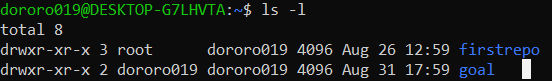 dororo019@DESKTOP-G7LHVTA:~$ ls -l
total 8
drwxr-xr-x 3 root      dororo019 4096 Aug 26 12:59 firstrepo
drwxr-xr-x 2 dororo019 dororo019 4096 Aug 31 17:59 goal